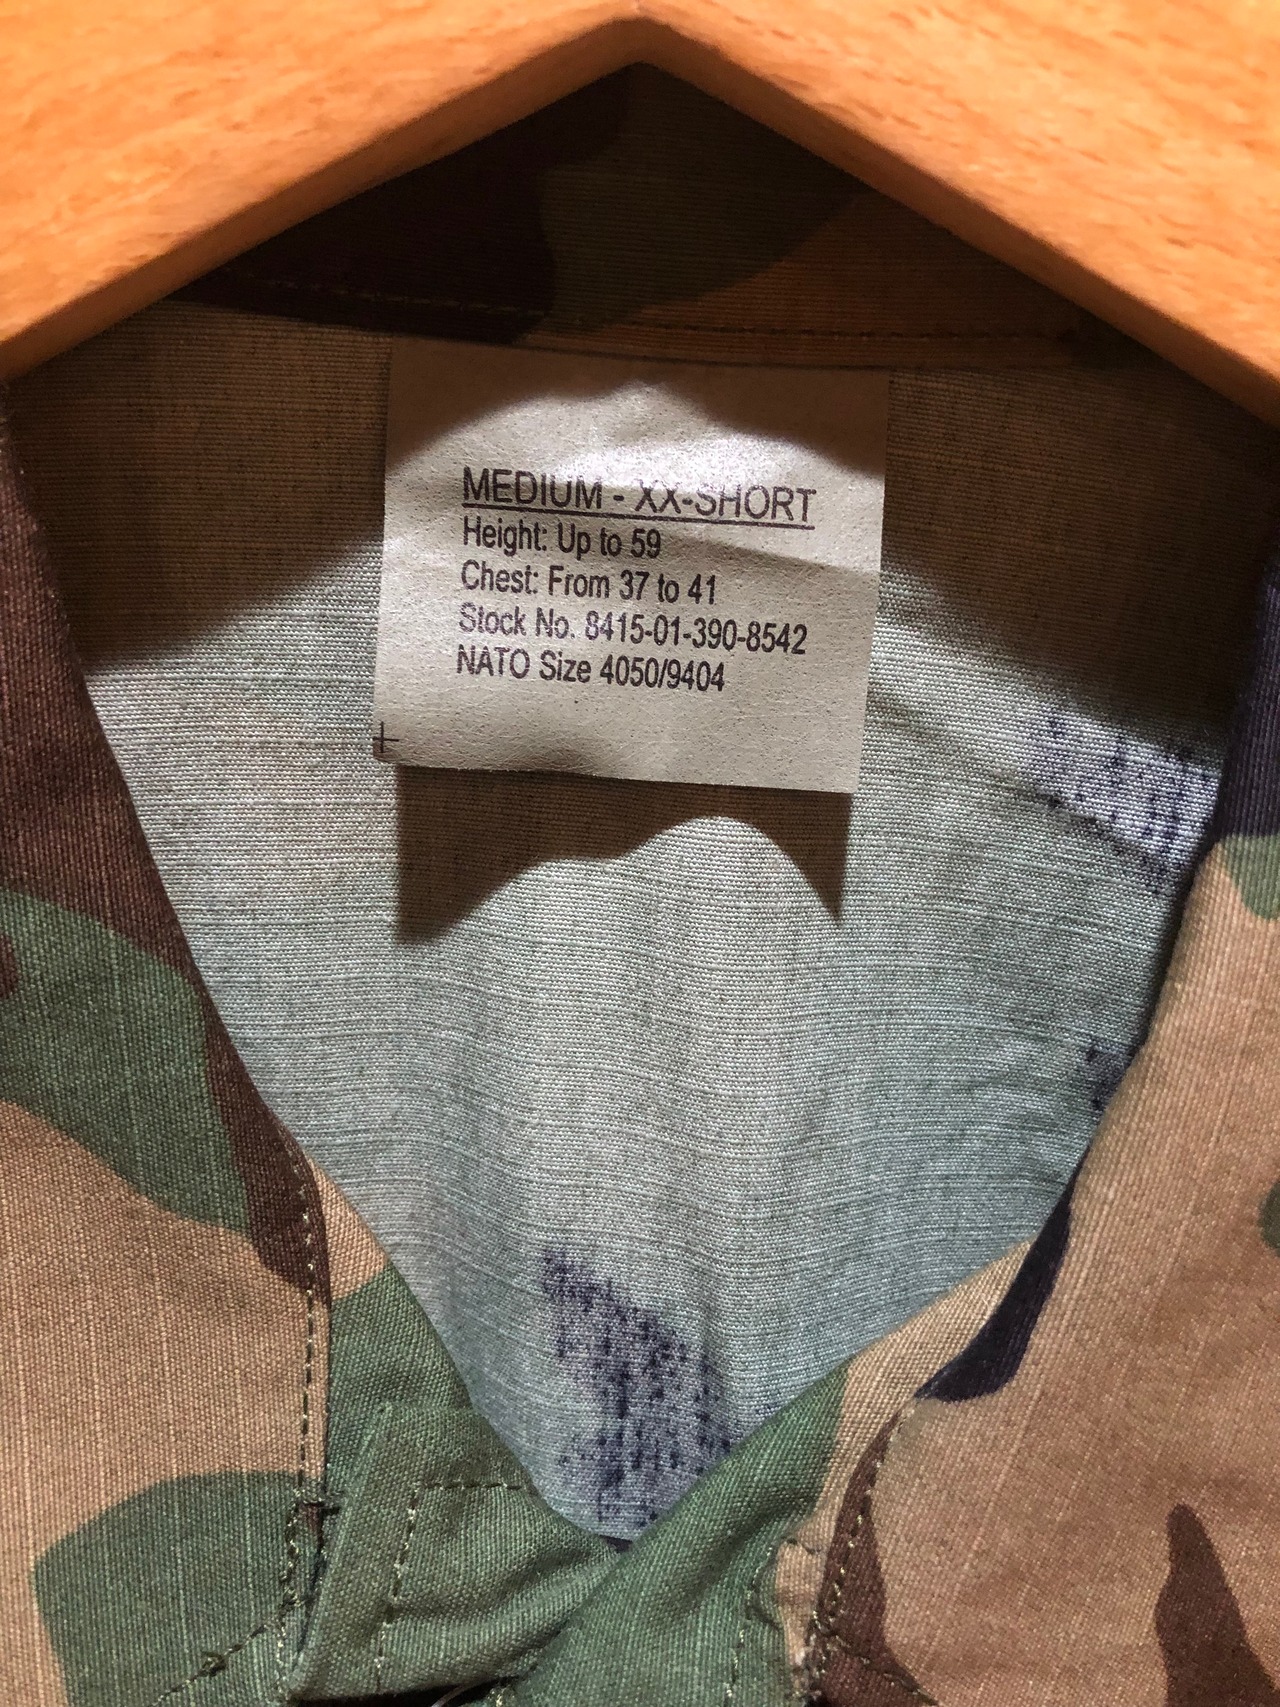 MEDIUM - XX-SHORT
Height: Up to 59
Chest: From 37 to 41
Stock No. 8415-01-390-8542
NATO Size 4050/9404